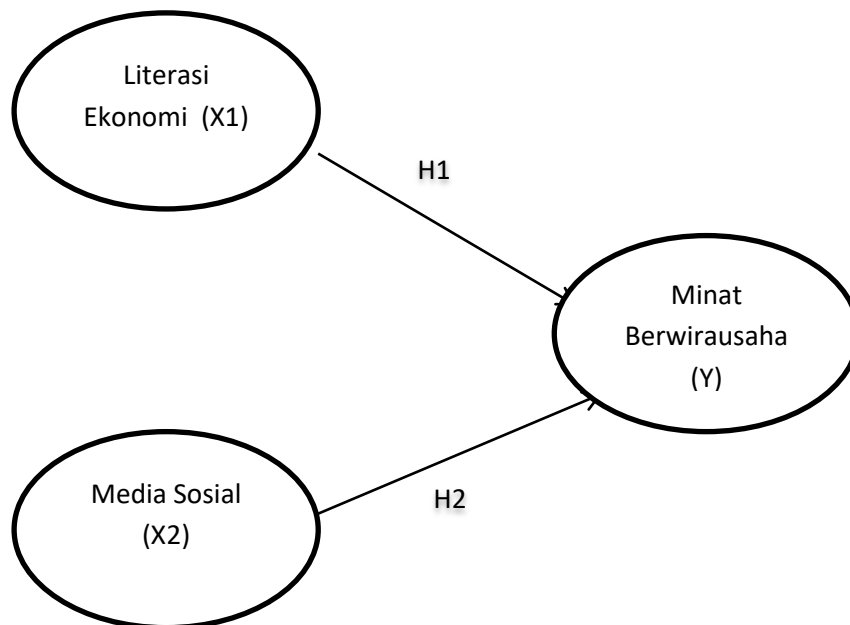 Literasi
Ekonomi (X1)
H1
Minat
Berwirausaha
(Y)
Media Sosial
(X2)
H2